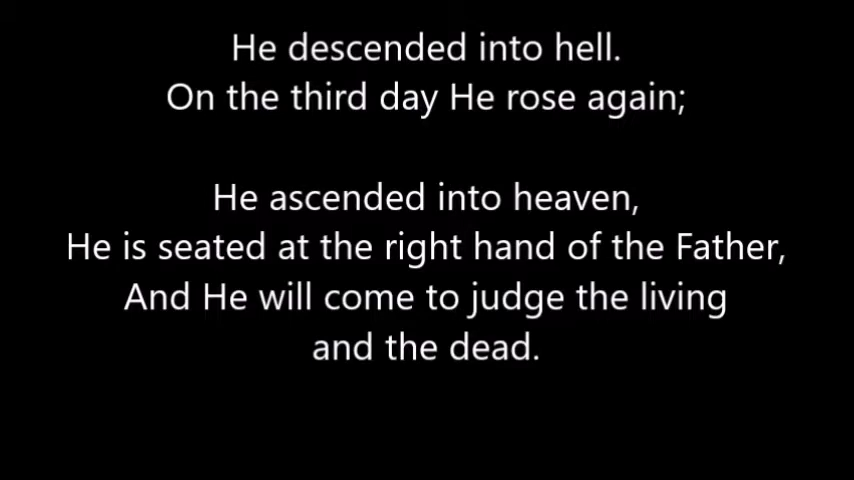 He descended into hell.
On the third day He rose again;
He ascended into heaven,
He is seated at the right hand of the Father,
And He will come to judge the living
and the dead.